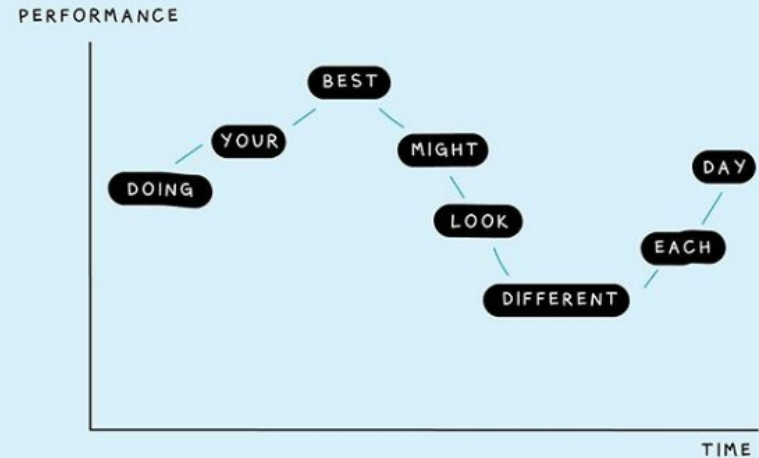 PERFORMANCE
DOING
YOUR
BEST
MIGHT
LOOK
DIFFERENT
EACH
DAY
TIME